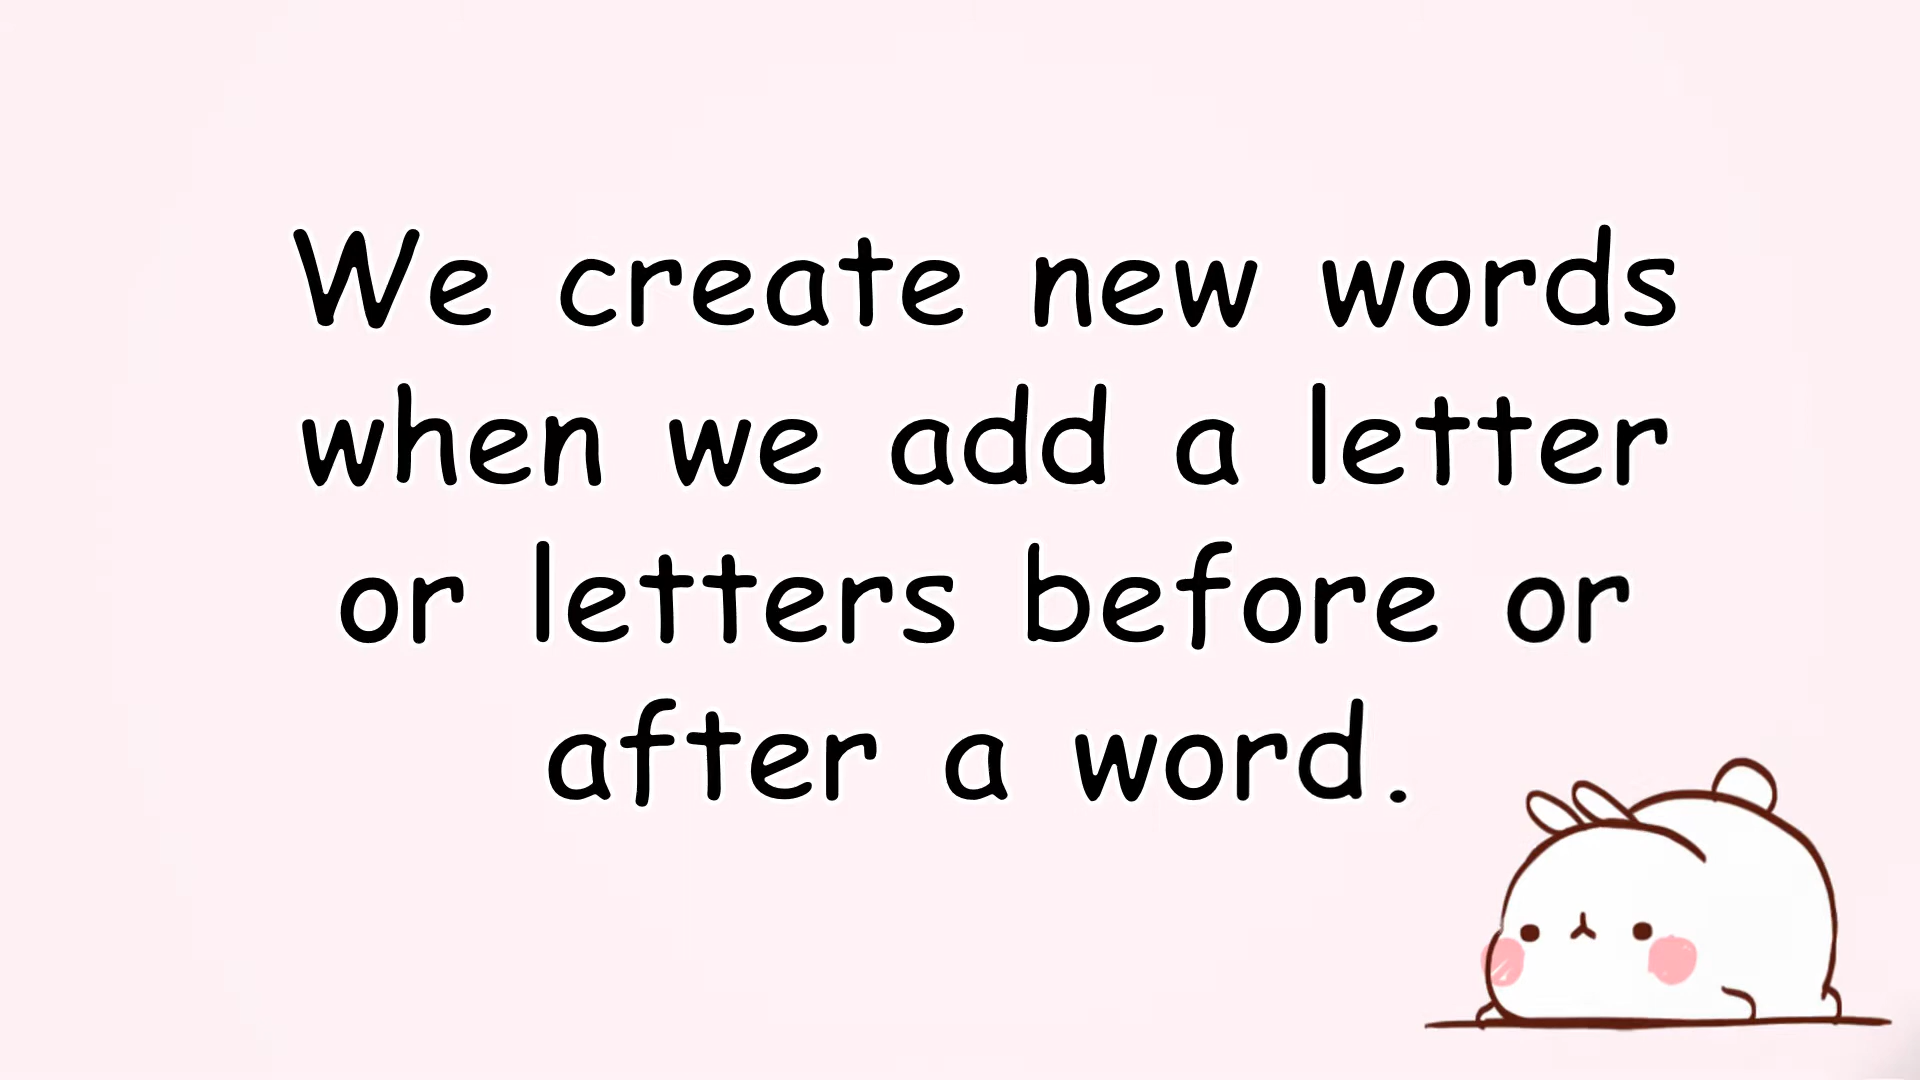 We create new words
when we add a letter
or letters before or
after a word.